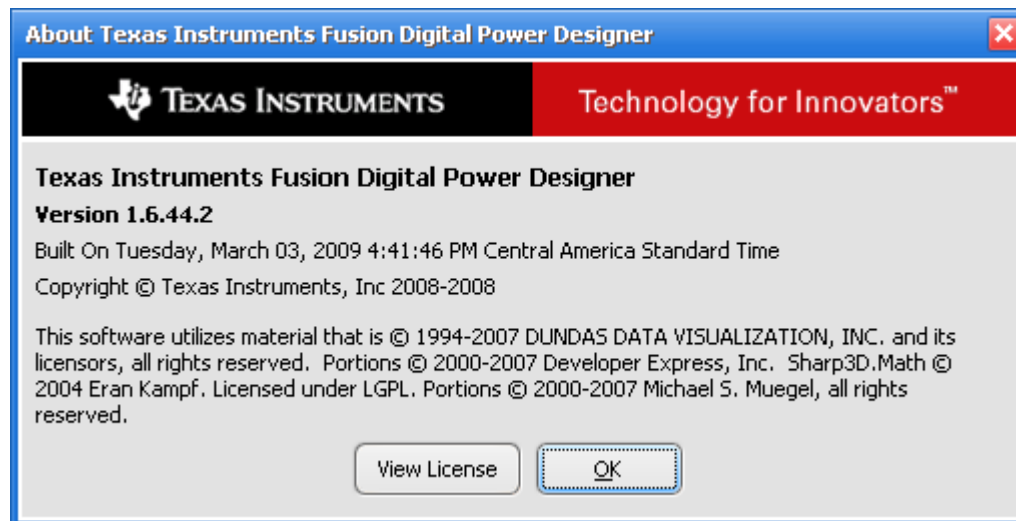 About Texas Instruments Fusion Digital Power Designer
TEXAS INSTRUMENTS
Technology for Innovators™
Texas Instruments Fusion Digital Power Designer
Version 1.6.44.2
Built On Tuesday, March 03, 2009 4:41:46 PM Central America Standard Time
Copyright © Texas Instruments, Inc 2008-2008
This software utilizes material that is © 1994-2007 DUNDAS DATA VISUALIZATION, INC. and its
licensors, all rights reserved.  Portions © 2000-2007 Developer Express, Inc.  Sharp3D.Math ©
2004 Eran Kampf. Licensed under LGPL. Portions © 2000-2007 Michael S. Muegel, all rights
reserved.
View License
OK